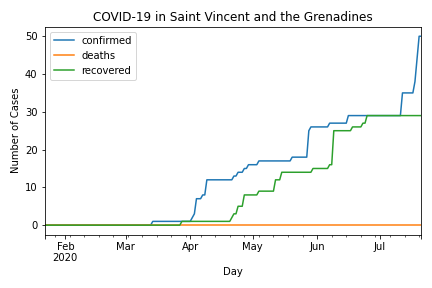 COVID-19 in Saint Vincent and the Grenadines
confirmed
deaths
recovered
Number of Cases
50
40
30
20
10
0
Feb Mar Apr May Jun Jul
2020
Day